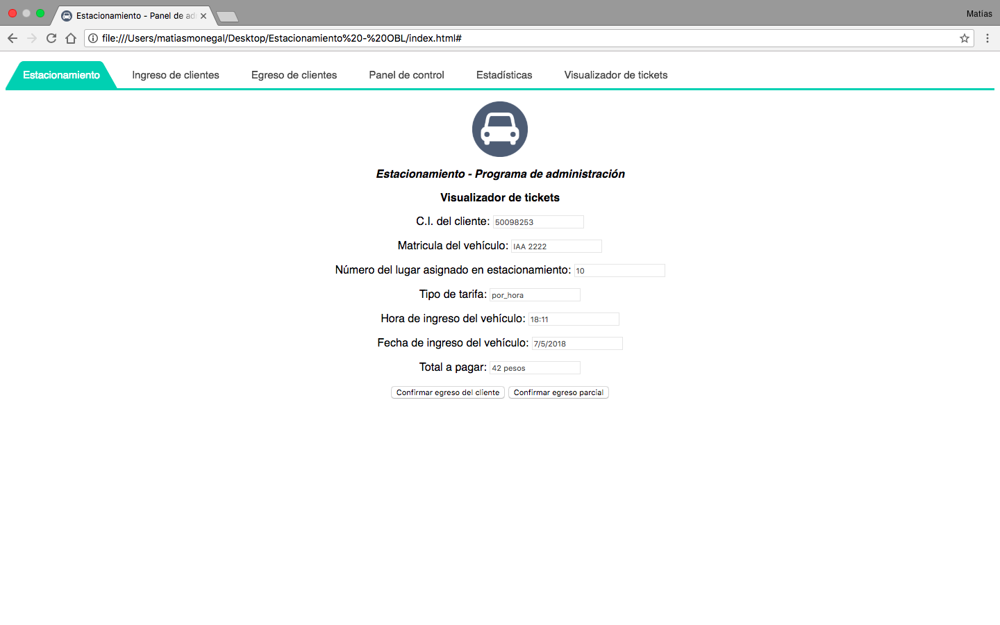 Estacionamiento - Panel de ad
Matías
file:///Users/matiasmonegal/Desktop/Estacionamiento%20-%20OBL/index.html#
Estacionamiento Ingreso de clientes Egreso de clientes Panel de control Estadísticas Visualizador de tickets
Estacionamiento - Programa de administración
Visualizador de tickets
C.I. del cliente: 50098253
Matricula del vehículo: IAA 2222
Número del lugar asignado en estacionamiento: 10
Tipo de tarifa: por_hora
Hora de ingreso del vehículo: 18:11
Fecha de ingreso del vehículo: 7/5/2018
Total a pagar: 42 pesos
Confirmar egreso del cliente Confirmar egreso parcial